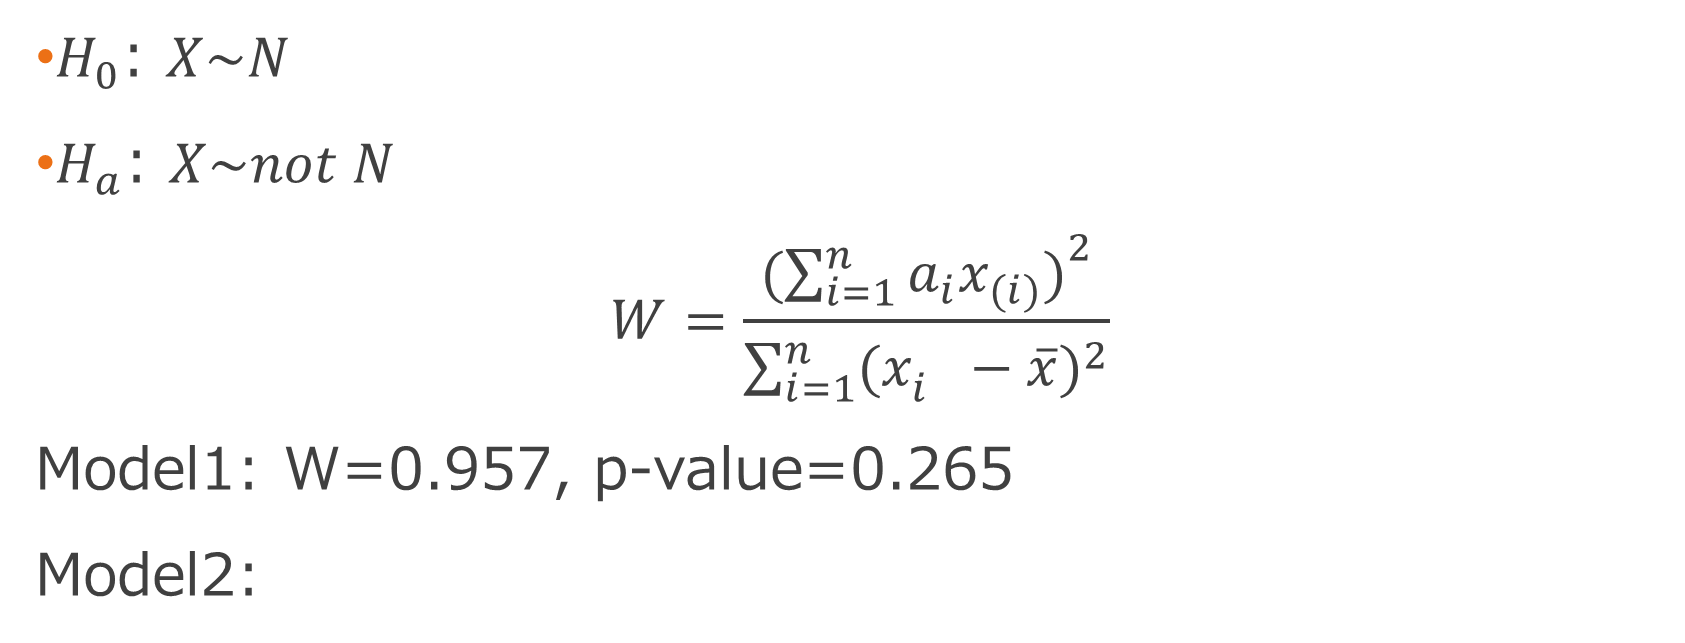 •H₀: X~N
•Hₐ: X~not N
W = (∑ⁿᵢ₌₁ aᵢx₍ᵢ₎)² / ∑ⁿᵢ₌₁(xᵢ − x̄)²
Model1: W=0.957, p-value=0.265
Model2: